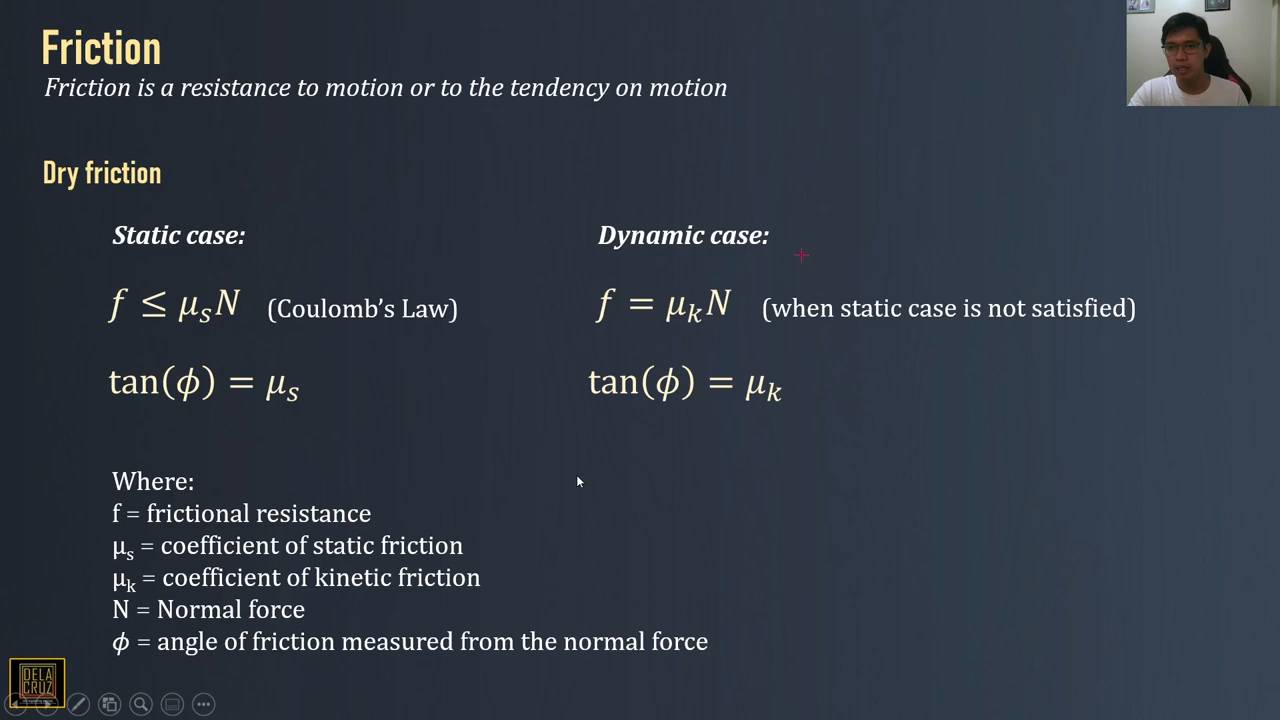 Friction
Friction is a resistance to motion or to the tendency on motion
Dry friction
Static case:
f ≤ μₛN (Coulomb's Law)
tan(ϕ) = μₛ
Dynamic case:
f = μₖN (when static case is not satisfied)
tan(ϕ) = μₖ
Where:
f = frictional resistance
μₛ = coefficient of static friction
μₖ = coefficient of kinetic friction
N = Normal force
ϕ = angle of friction measured from the normal force
DELA
CRUZ